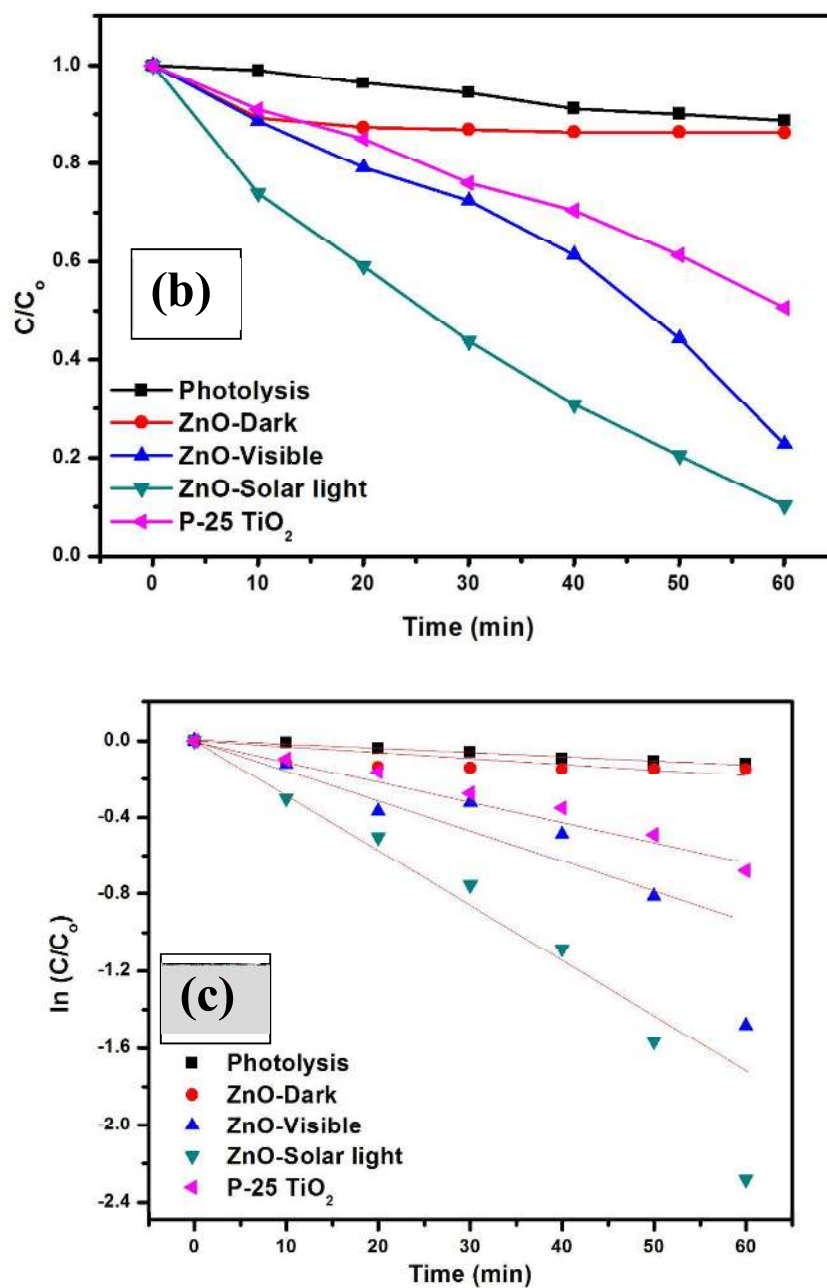 1.0
0.8
0.6
0.4
0.2
0.0
C/Co
(b)
Photolysis
ZnO-Dark
ZnO-Visible
ZnO-Solar light
P-25 TiO2
0 10 20 30 40 50 60
Time (min)
0.0
-0.4
-0.8
-1.2
-1.6
-2.0
-2.4
ln (C/Co)
(c)
Photolysis
ZnO-Dark
ZnO-Visible
ZnO-Solar light
P-25 TiO2
0 10 20 30 40 50 60
Time (min)